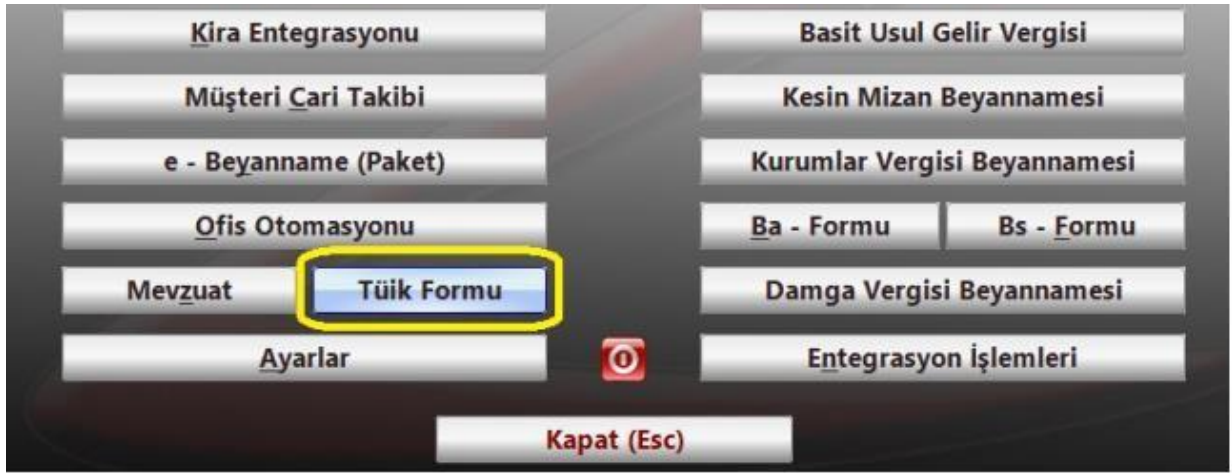 Kira Entegrasyonu
Basit Usul Gelir Vergisi
Müşteri Cari Takibi
Kesin Mizan Beyannamesi
e - Beyanname (Paket)
Kurumlar Vergisi Beyannamesi
Ofis Otomasyonu
Ba - Formu
Bs - Formu
Mevzuat
Tüik Formu
Damga Vergisi Beyannamesi
Ayarlar
Entegrasyon İşlemleri
Kapat (Esc)